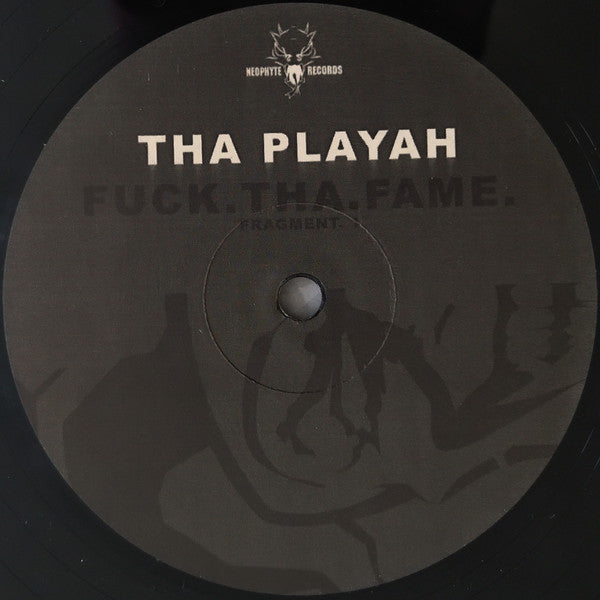 NEOPHYTE RECORDS
THA PLAYAH
FUCK.THA.FAME.
FRAGMENT.